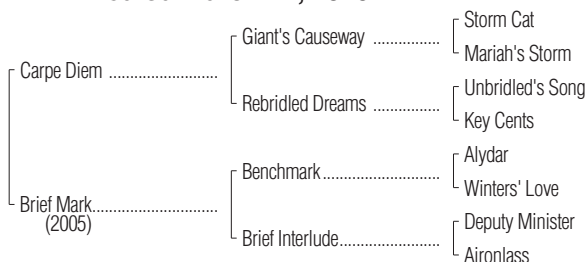 Storm Cat
Giant's Causeway ..................
Mariah's Storm
Carpe Diem ........................
Unbridled's Song
Rebridled Dreams ................
Key Cents
Alydar
Benchmark.........................
Winters' Love
Brief Mark............................
(2005)
Deputy Minister
Brief Interlude......................
Aironlass